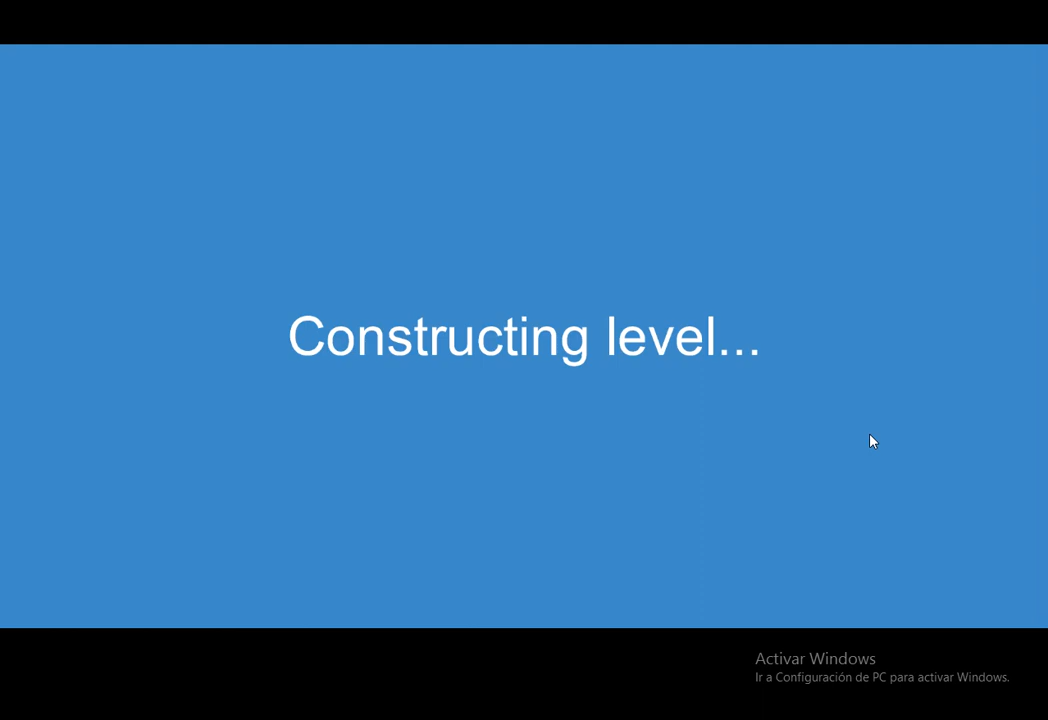 Constructing level...
Activar Windows
Ir a Configuración de PC para activar Windows.